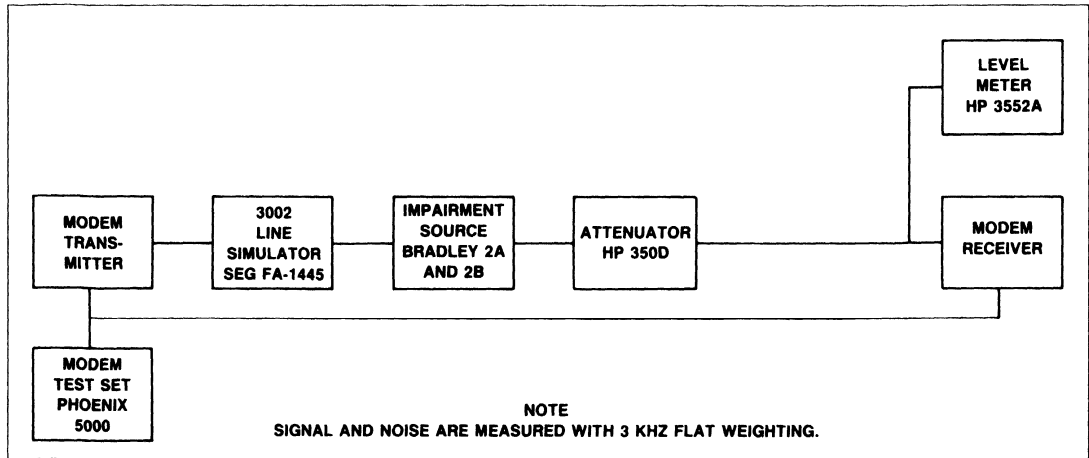 LEVEL
METER
HP 3552A
MODEM
TRANS-
MITTER
3002
LINE
SIMULATOR
SEG FA-1445
IMPAIRMENT
SOURCE
BRADLEY 2A
AND 2B
ATTENUATOR
HP 350D
MODEM
RECEIVER
MODEM
TEST SET
PHOENIX
5000
NOTE
SIGNAL AND NOISE ARE MEASURED WITH 3 KHZ FLAT WEIGHTING.